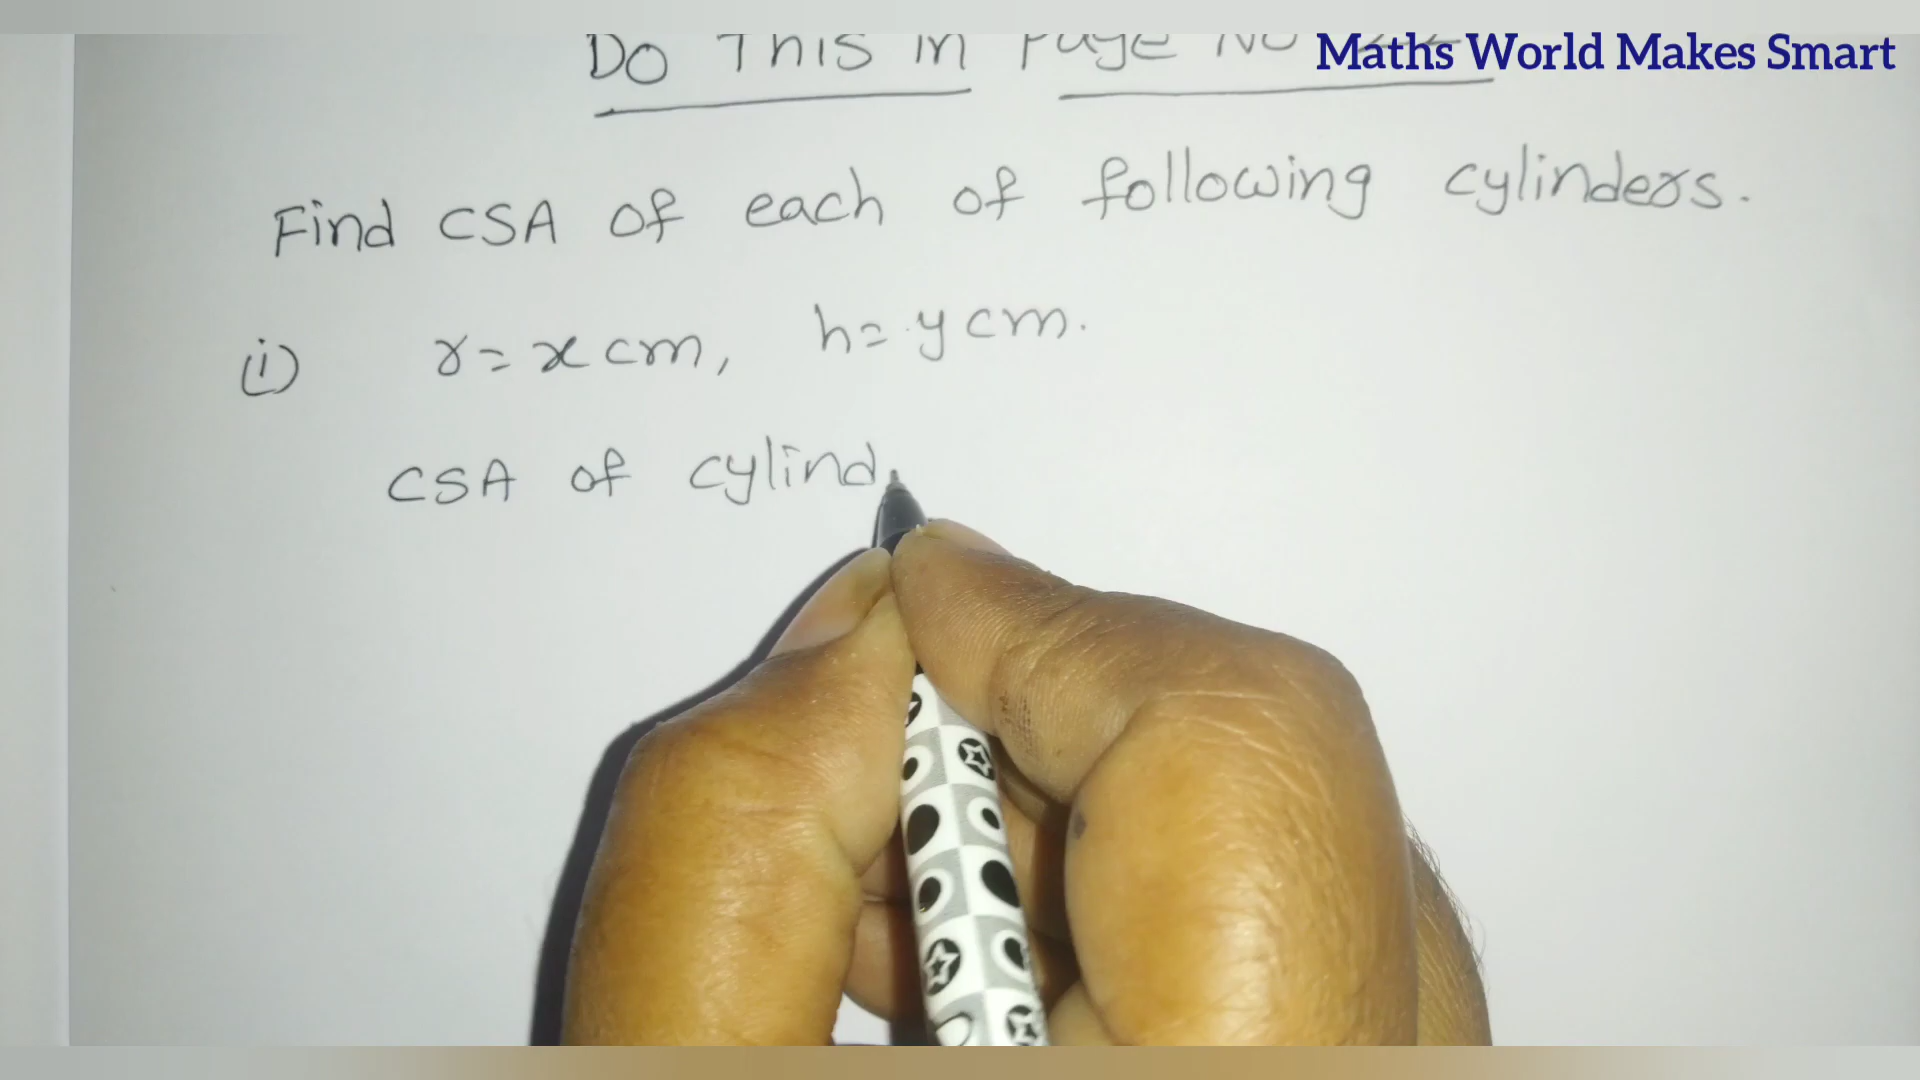 Maths World Makes Smart
Do This in Page No
Find CSA of each of following cylinders.
(i) r = x cm, h = y cm.
CSA of cylind